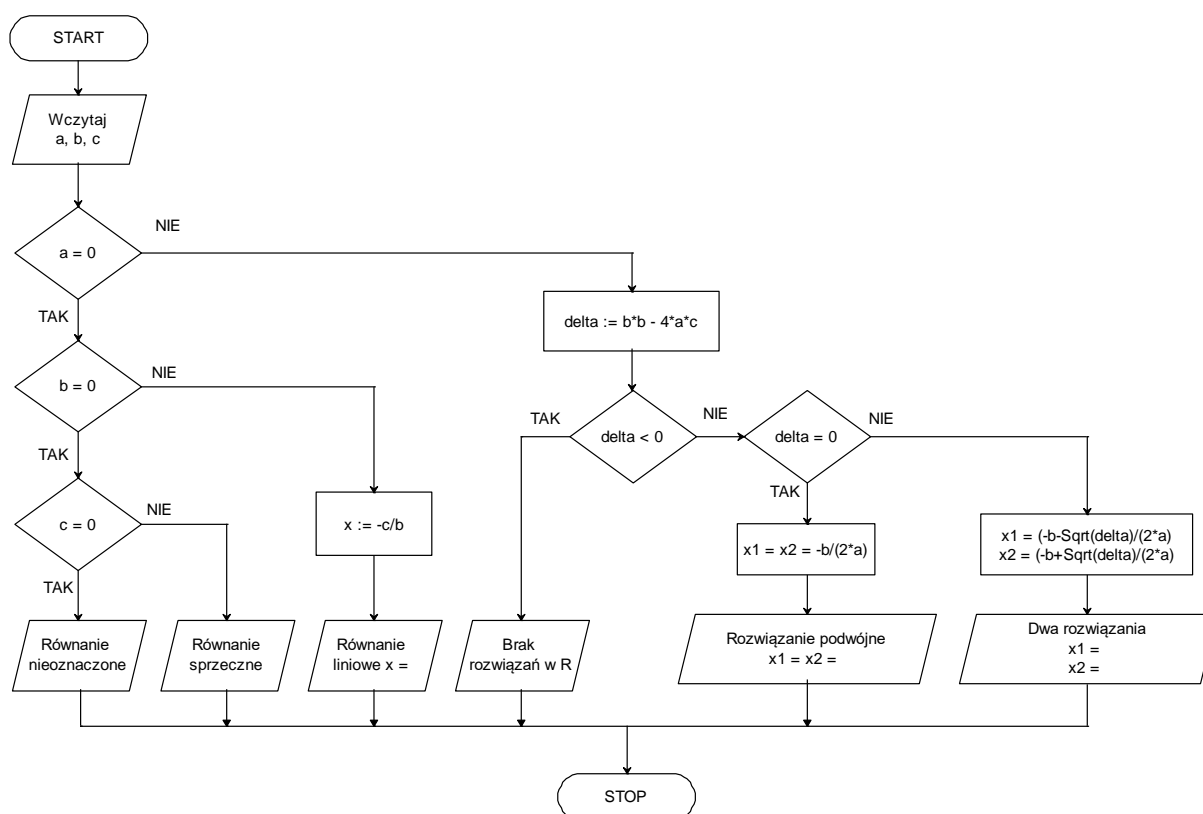 START
Wczytaj
a, b, c
a = 0
NIE
TAK
delta := b*b - 4*a*c
b = 0
NIE
TAK
TAK
delta < 0
NIE
delta = 0
NIE
TAK
c = 0
NIE
TAK
x := -c/b
x1 = x2 = -b/(2*a)
x1 = (-b-Sqrt(delta)/(2*a)
x2 = (-b+Sqrt(delta)/(2*a)
Równanie
nieoznaczone
Równanie
sprzeczne
Równanie
liniowe x =
Brak
rozwiązań w R
Rozwiązanie podwójne
x1 = x2 =
Dwa rozwiązania
x1 =
x2 =
STOP